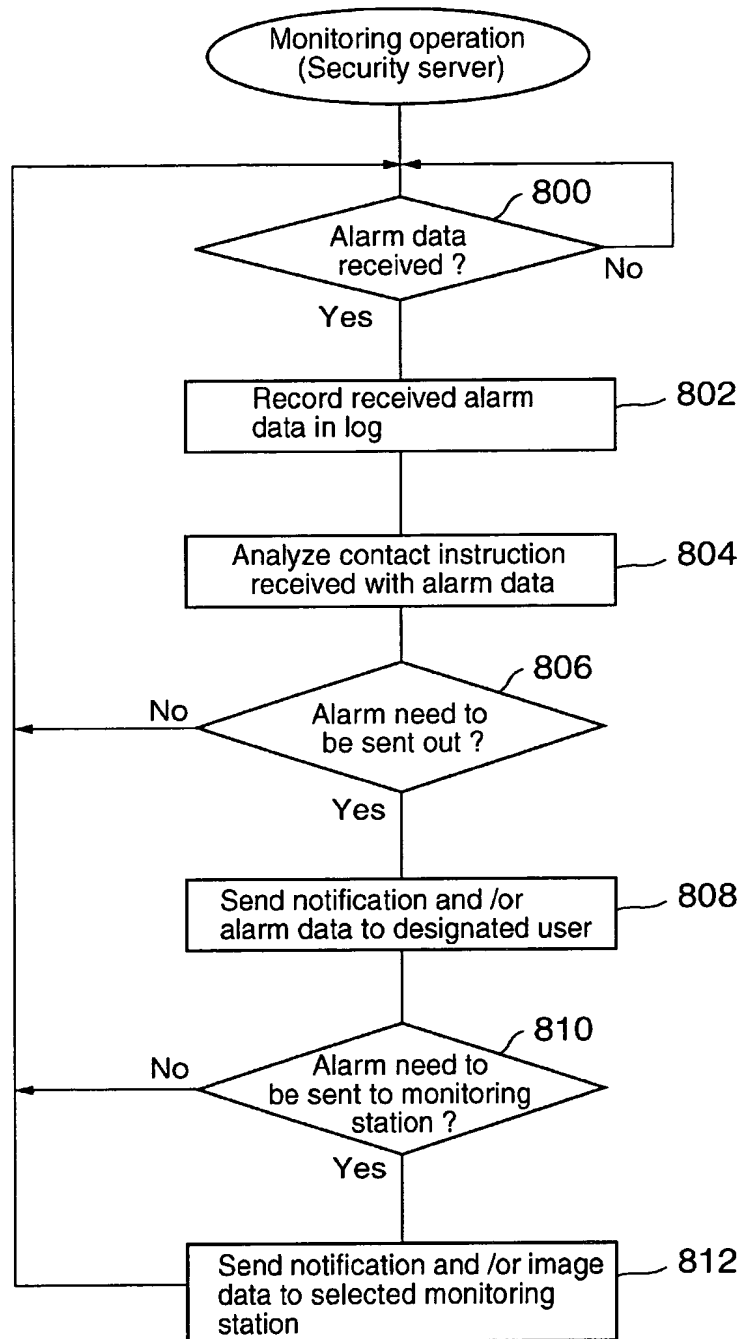 Monitoring operation
(Security server)
800
Alarm data
received ?
No
Yes
Record received alarm
data in log
802
Analyze contact instruction
received with alarm data
804
806
No
Alarm need to
be sent out ?
Yes
Send notification and /or
alarm data to designated user
808
810
No
Alarm need to
be sent to monitoring
station ?
Yes
Send notification and /or image
data to selected monitoring
station
812